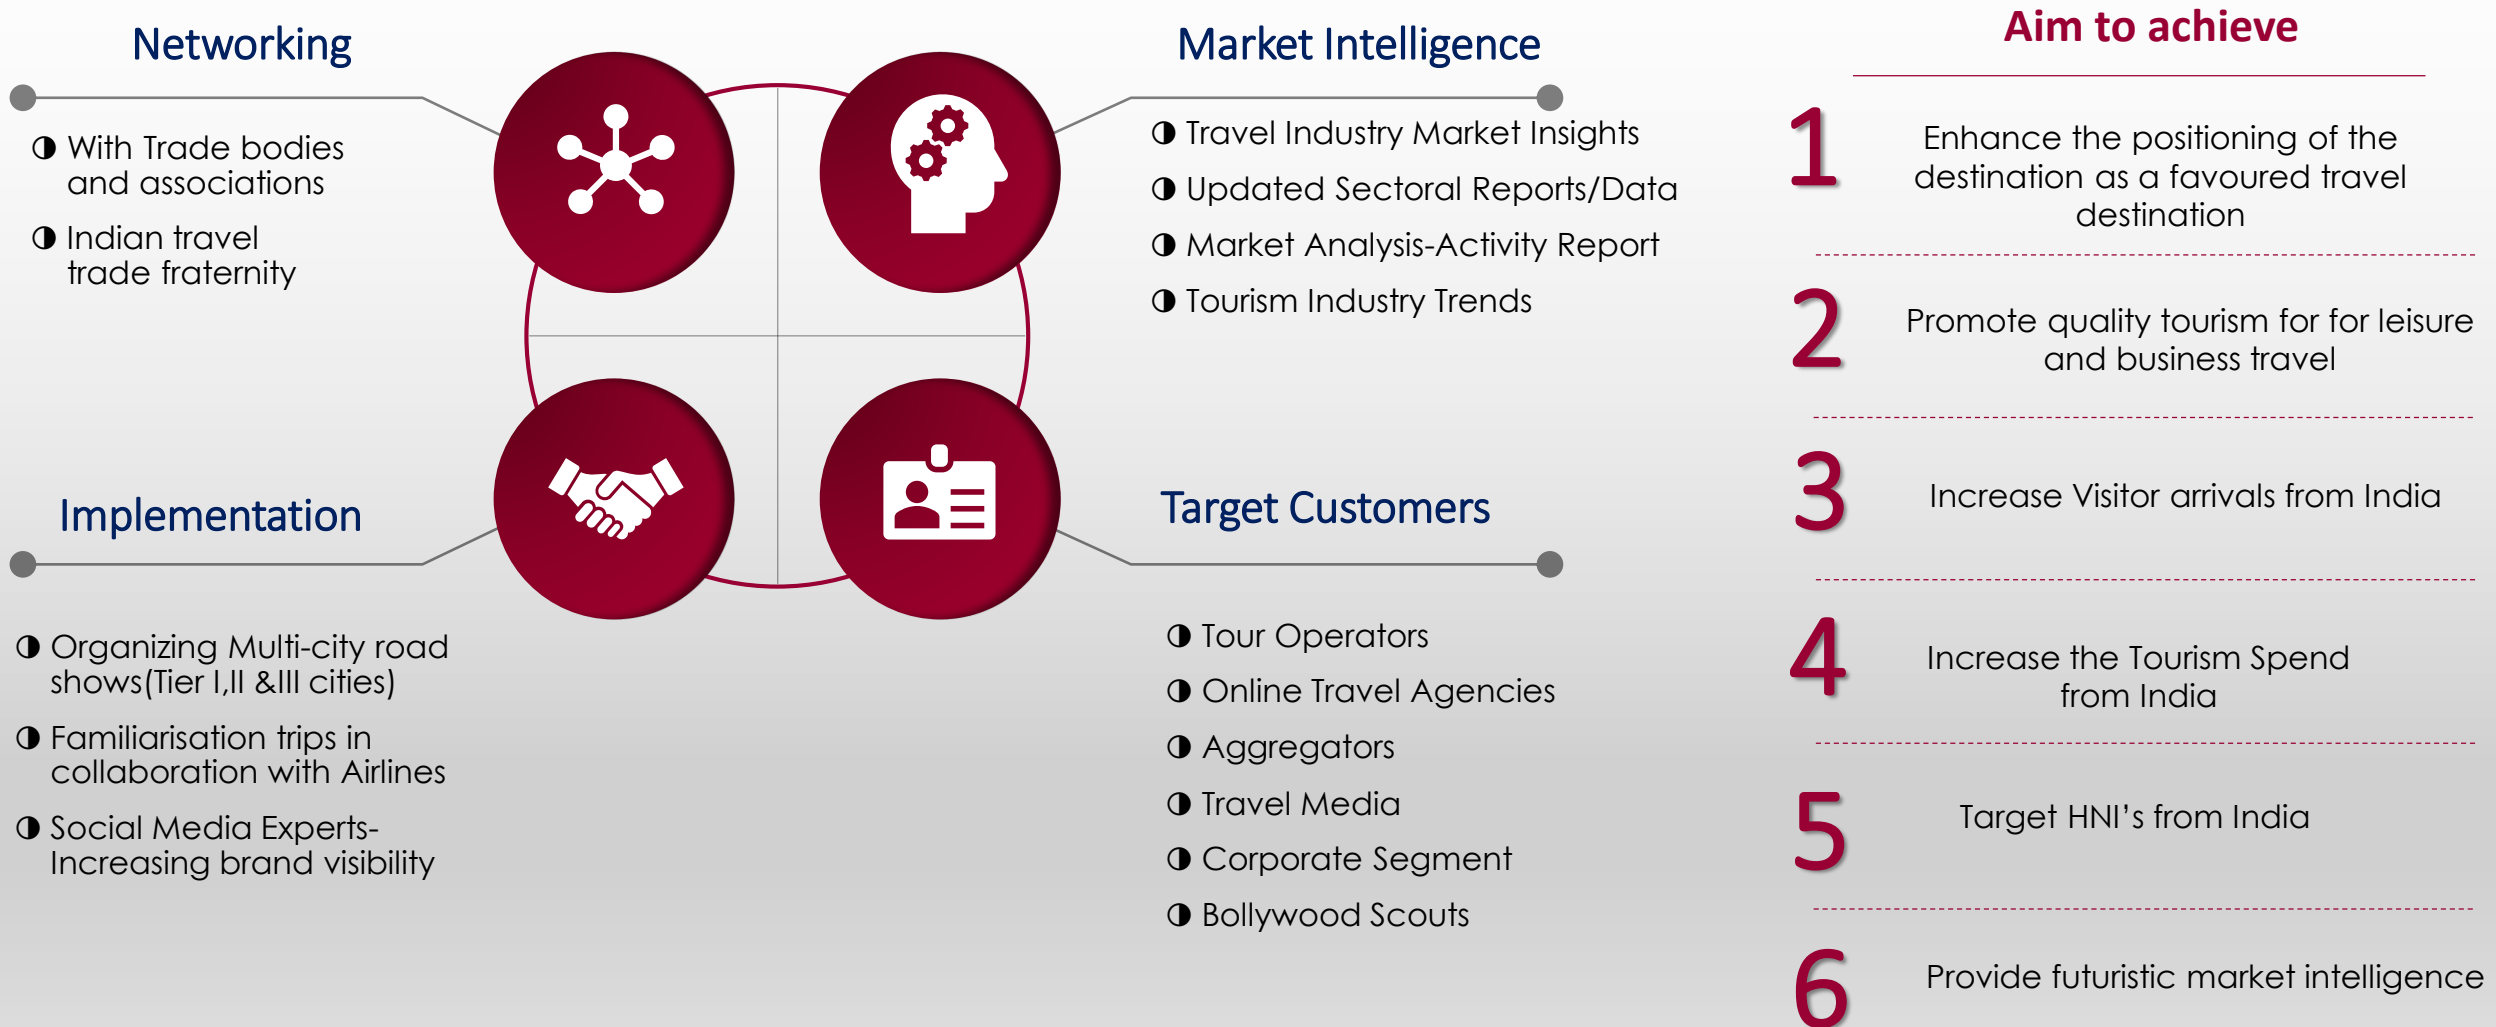 Networking
With Trade bodies
and associations
Indian travel
trade fraternity
Market Intelligence
Travel Industry Market Insights
Updated Sectoral Reports/Data
Market Analysis-Activity Report
Tourism Industry Trends
Implementation
Organizing Multi-city road
shows(Tier I,II &III cities)
Familiarisation trips in
collaboration with Airlines
Social Media Experts-
Increasing brand visibility
Target Customers
Tour Operators
Online Travel Agencies
Aggregators
Travel Media
Corporate Segment
Bollywood Scouts
Aim to achieve
1
Enhance the positioning of the
destination as a favoured travel
destination
2
Promote quality tourism for for leisure
and business travel
3
Increase Visitor arrivals from India
4
Increase the Tourism Spend
from India
5
Target HNI’s from India
6
Provide futuristic market intelligence